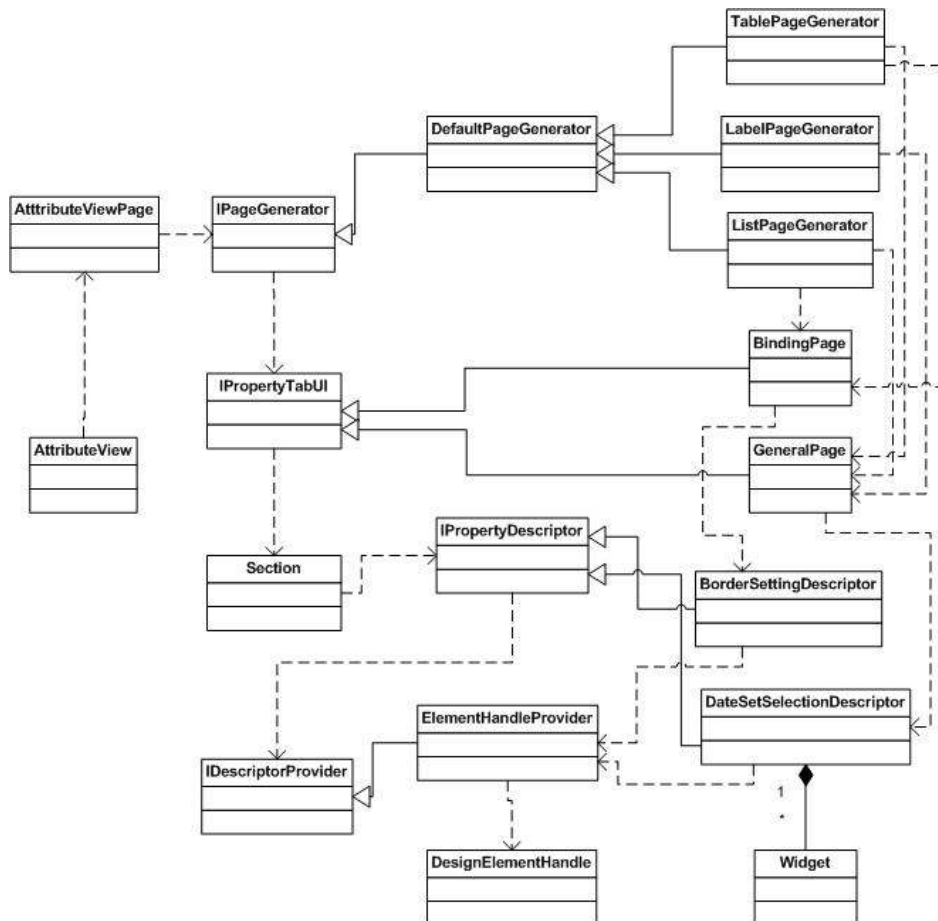 TablePageGenerator
DefaultPageGenerator
LabelPageGenerator
AtttributeViewPage
IPageGenerator
ListPageGenerator
BindingPage
IPropertyTabUI
AttributeView
GeneralPage
IPropertyDescriptor
Section
BorderSettingDescriptor
DateSetSelectionDescriptor
ElementHandleProvider
IDescriptorProvider
1
*
DesignElementHandle
Widget